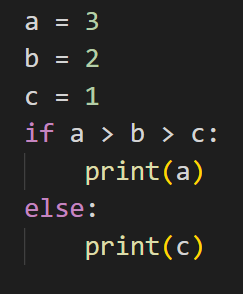 a = 3
b = 2
c = 1
if a > b > c:
    print(a)
else:
    print(c)